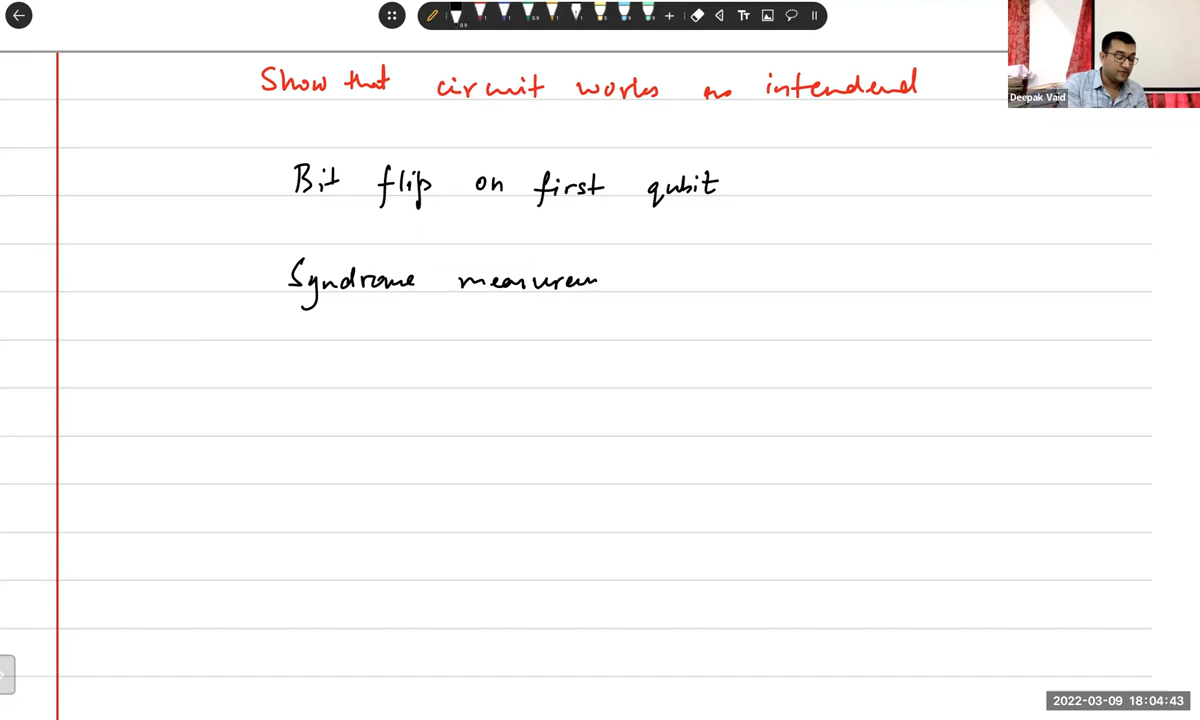 Show that circuit works as intendend
Deepak Vaid
Bit flip on first qubit
Syndrome measurem
2022-03-09 18:04:43